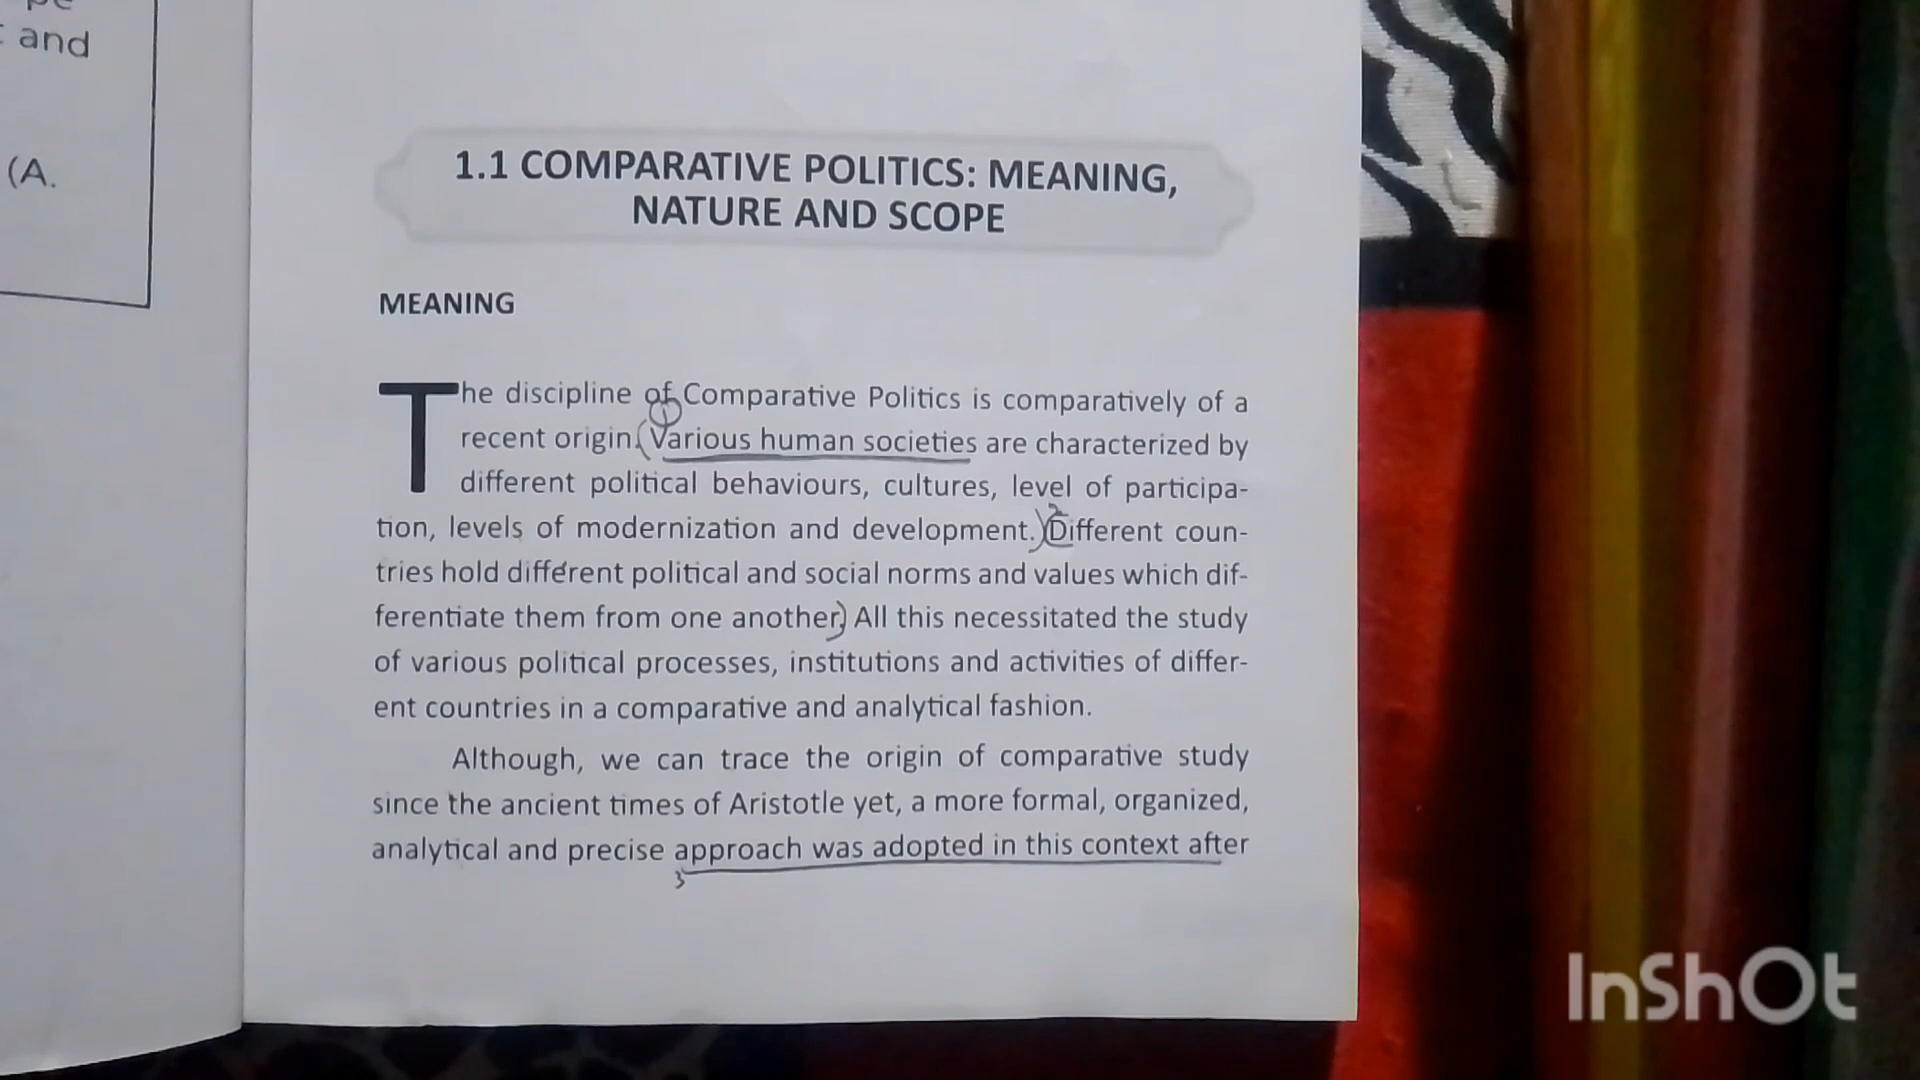 and
(A.
1.1 COMPARATIVE POLITICS: MEANING,
NATURE AND SCOPE
MEANING
The discipline of Comparative Politics is comparatively of a
1
recent origin. (Various human societies are characterized by
different political behaviours, cultures, level of participa-
2
tion, levels of modernization and development.) Different coun-
tries hold different political and social norms and values which dif-
ferentiate them from one another) All this necessitated the study
of various political processes, institutions and activities of differ-
ent countries in a comparative and analytical fashion.
Although, we can trace the origin of comparative study
since the ancient times of Aristotle yet, a more formal, organized,
analytical and precise approach was adopted in this context after
3
InShOt